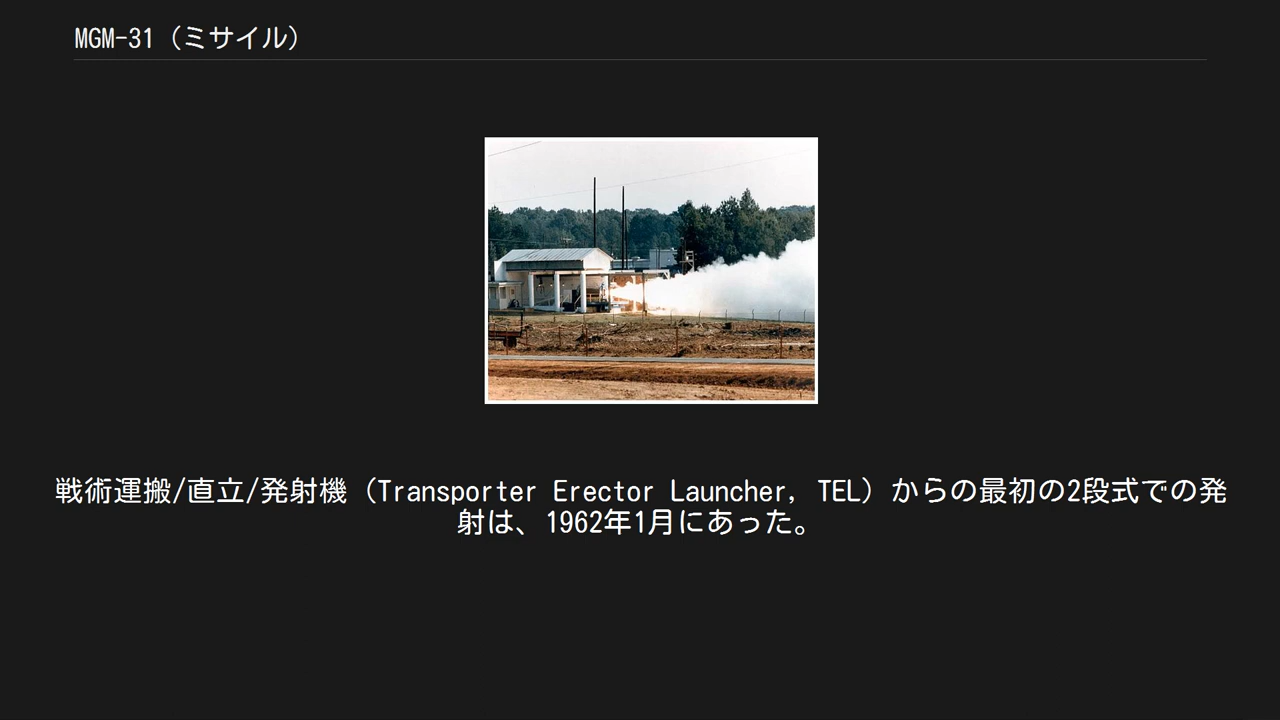 MGM-31（ミサイル）
戦術運搬/直立/発射機（Transporter Erector Launcher, TEL）からの最初の2段式での発
射は、1962年1月にあった。